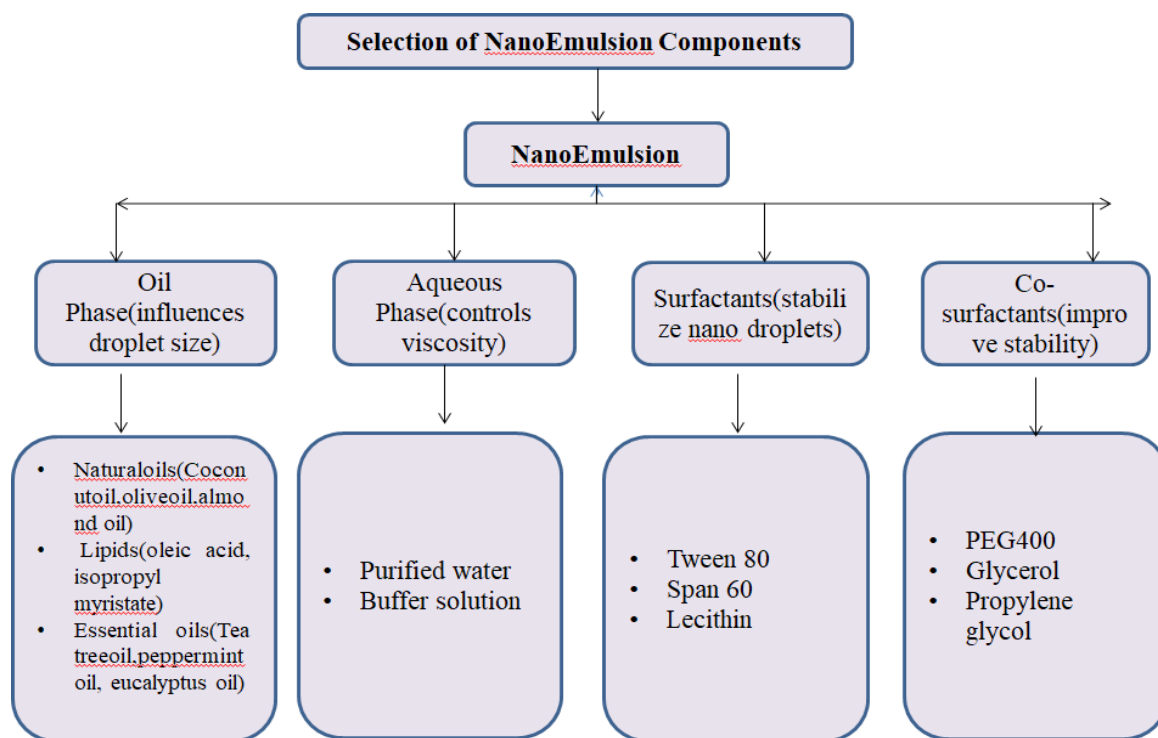 Selection of NanoEmulsion Components
NanoEmulsion
Oil
Phase(influences
droplet size)
Aqueous
Phase(controls
viscosity)
Surfactants(stabili
ze nano droplets)
Co-
surfactants(impro
ve stability)
• Naturaloils(Cocon
utoil,oliveoil,almo
nd oil)
• Lipids(oleic acid,
isopropyl
myristate)
• Essential oils(Tea
treeoil,peppermint
oil, eucalyptus oil)
• Purified water
• Buffer solution
• Tween 80
• Span 60
• Lecithin
• PEG400
• Glycerol
• Propylene
glycol